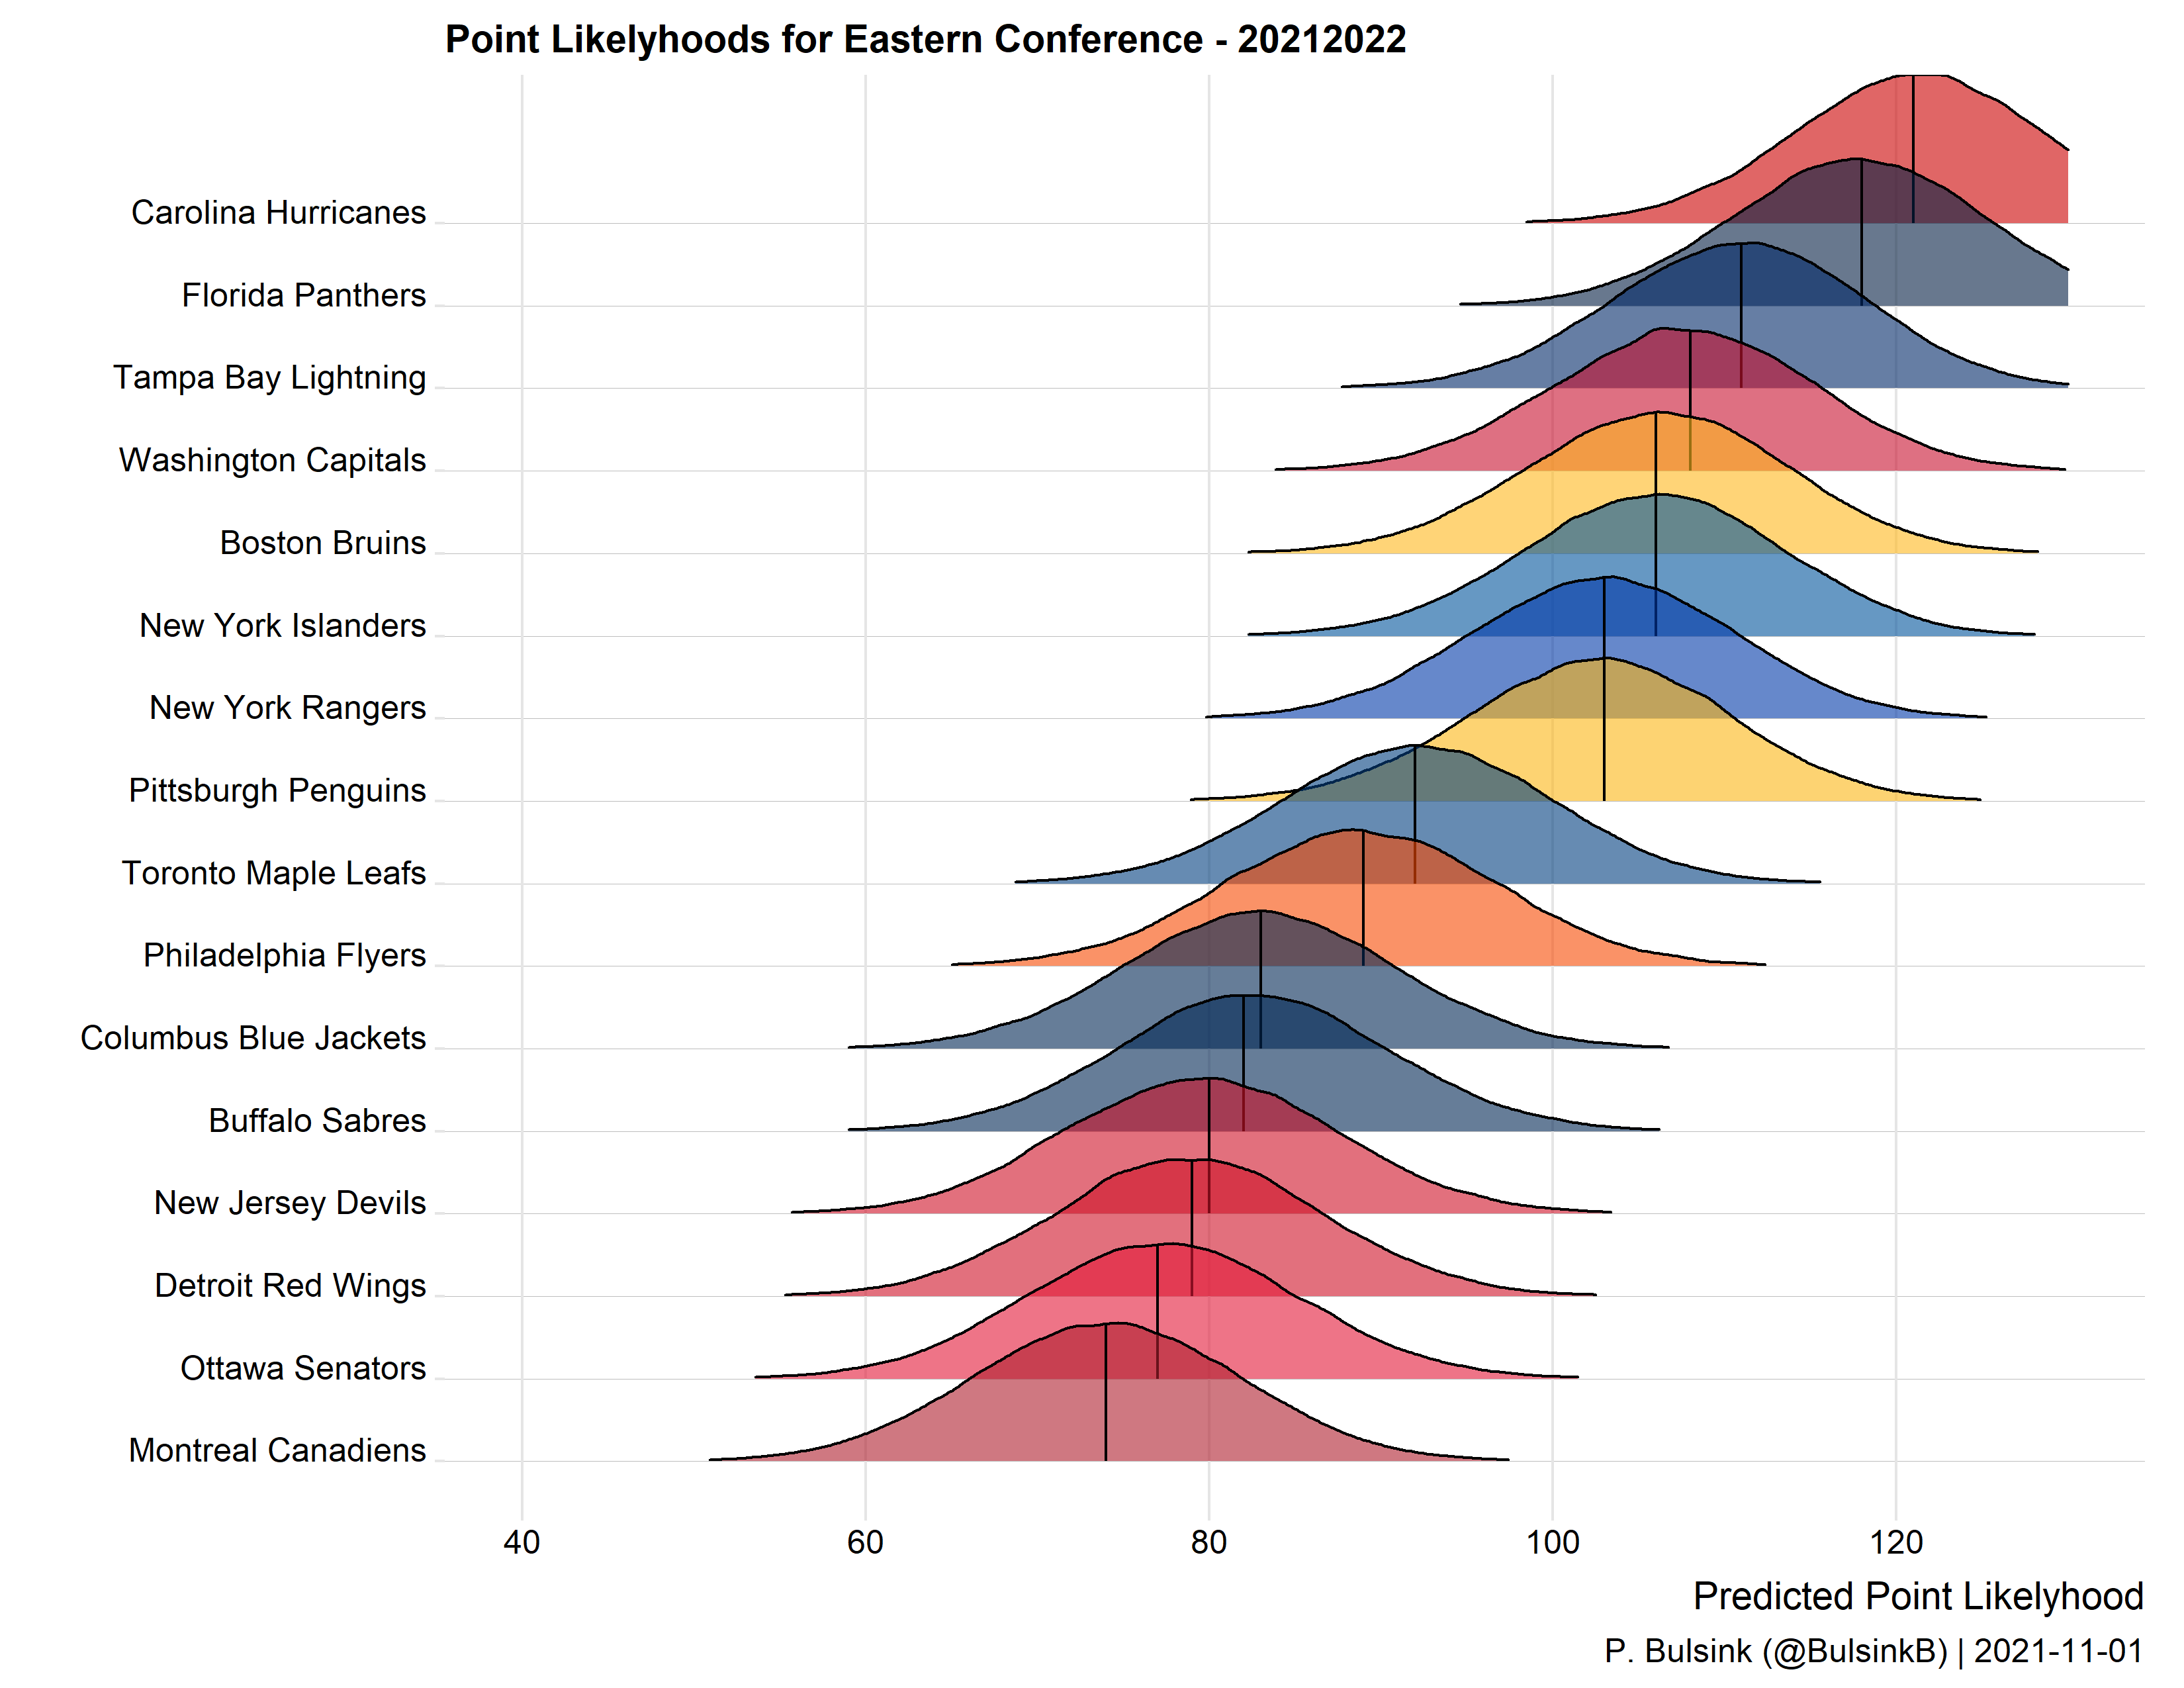 Point Likelyhoods for Eastern Conference - 20212022
Carolina Hurricanes
Florida Panthers
Tampa Bay Lightning
Washington Capitals
Boston Bruins
New York Islanders
New York Rangers
Pittsburgh Penguins
Toronto Maple Leafs
Philadelphia Flyers
Columbus Blue Jackets
Buffalo Sabres
New Jersey Devils
Detroit Red Wings
Ottawa Senators
Montreal Canadiens
40 60 80 100 120
Predicted Point Likelyhood
P. Bulsink (@BulsinkB) | 2021-11-01